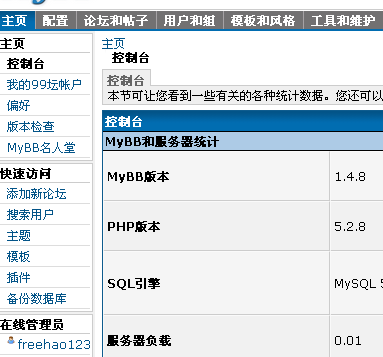 主页 配置 论坛和帖子 用户和组 模板和风格 工具和维护
主页
控制台
我的99坛帐户
偏好
版本检查
MyBB名人堂
快速访问
添加新论坛
搜索用户
主题
模板
插件
备份数据库
在线管理员
freehao123
主页
控制台
控制台
本节可让您看到一些有关的各种统计数据。您还可以
控制台
MyBB和服务器统计
MyBB版本 1.4.8
PHP版本 5.2.8
SQL引擎 MySQL 5
服务器负载 0.01